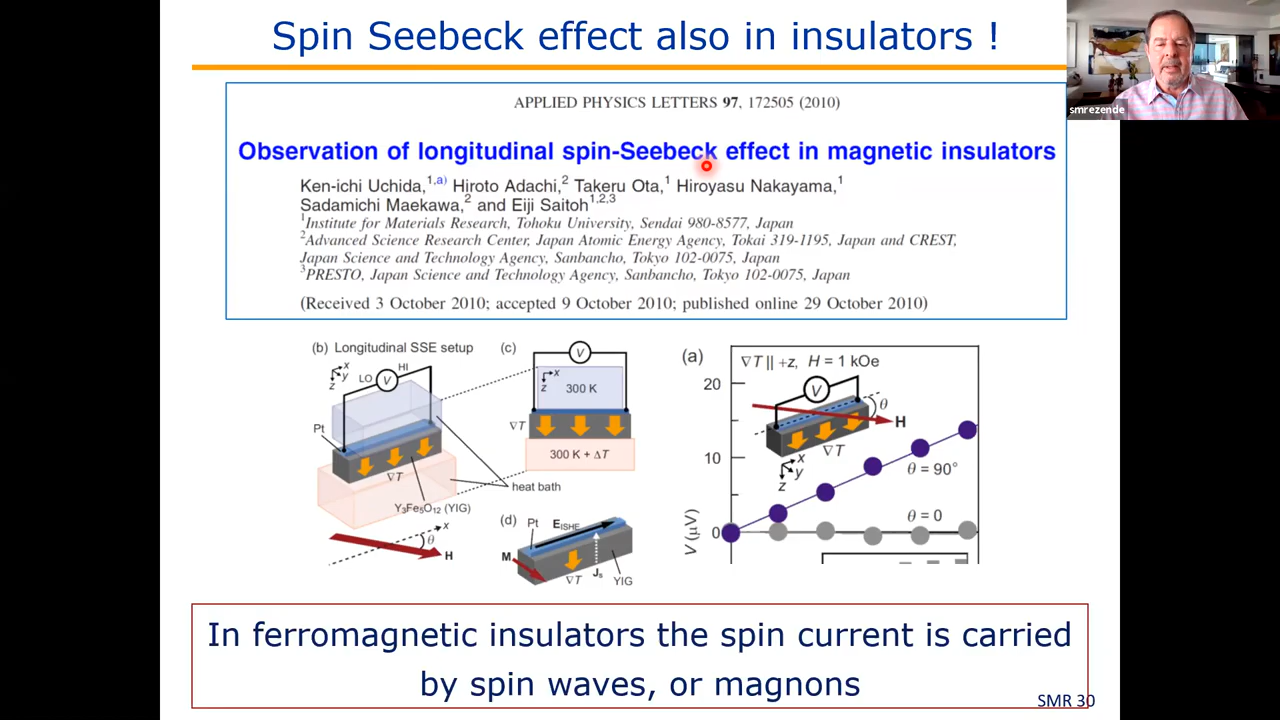 Spin Seebeck effect also in insulators !
smrezende
APPLIED PHYSICS LETTERS 97, 172505 (2010)
Observation of longitudinal spin-Seebeck effect in magnetic insulators
Ken-ichi Uchida,1,a) Hiroto Adachi,2 Takeru Ota,1 Hiroyasu Nakayama,1
Sadamichi Maekawa,2 and Eiji Saitoh1,2,3
1Institute for Materials Research, Tohoku University, Sendai 980-8577, Japan
2Advanced Science Research Center, Japan Atomic Energy Agency, Tokai 319-1195, Japan and CREST,
Japan Science and Technology Agency, Sanbancho, Tokyo 102-0075, Japan
3PRESTO, Japan Science and Technology Agency, Sanbancho, Tokyo 102-0075, Japan
(Received 3 October 2010; accepted 9 October 2010; published online 29 October 2010)
(b) Longitudinal SSE setup
x
y
z
LO
V
HI
Pt
∇T
Y3Fe5O12 (YIG)
heat bath
x
θ
H
(c)
V
x
z
300 K
∇T
300 K + ΔT
(d)
Pt
EISHE
M
∇T
Js
YIG
(a)
∇T || +z, H = 1 kOe
V
θ
H
∇T
x
y
z
20
10
0
V (μV)
θ = 90°
θ = 0
In ferromagnetic insulators the spin current is carried
by spin waves, or magnons
SMR 30